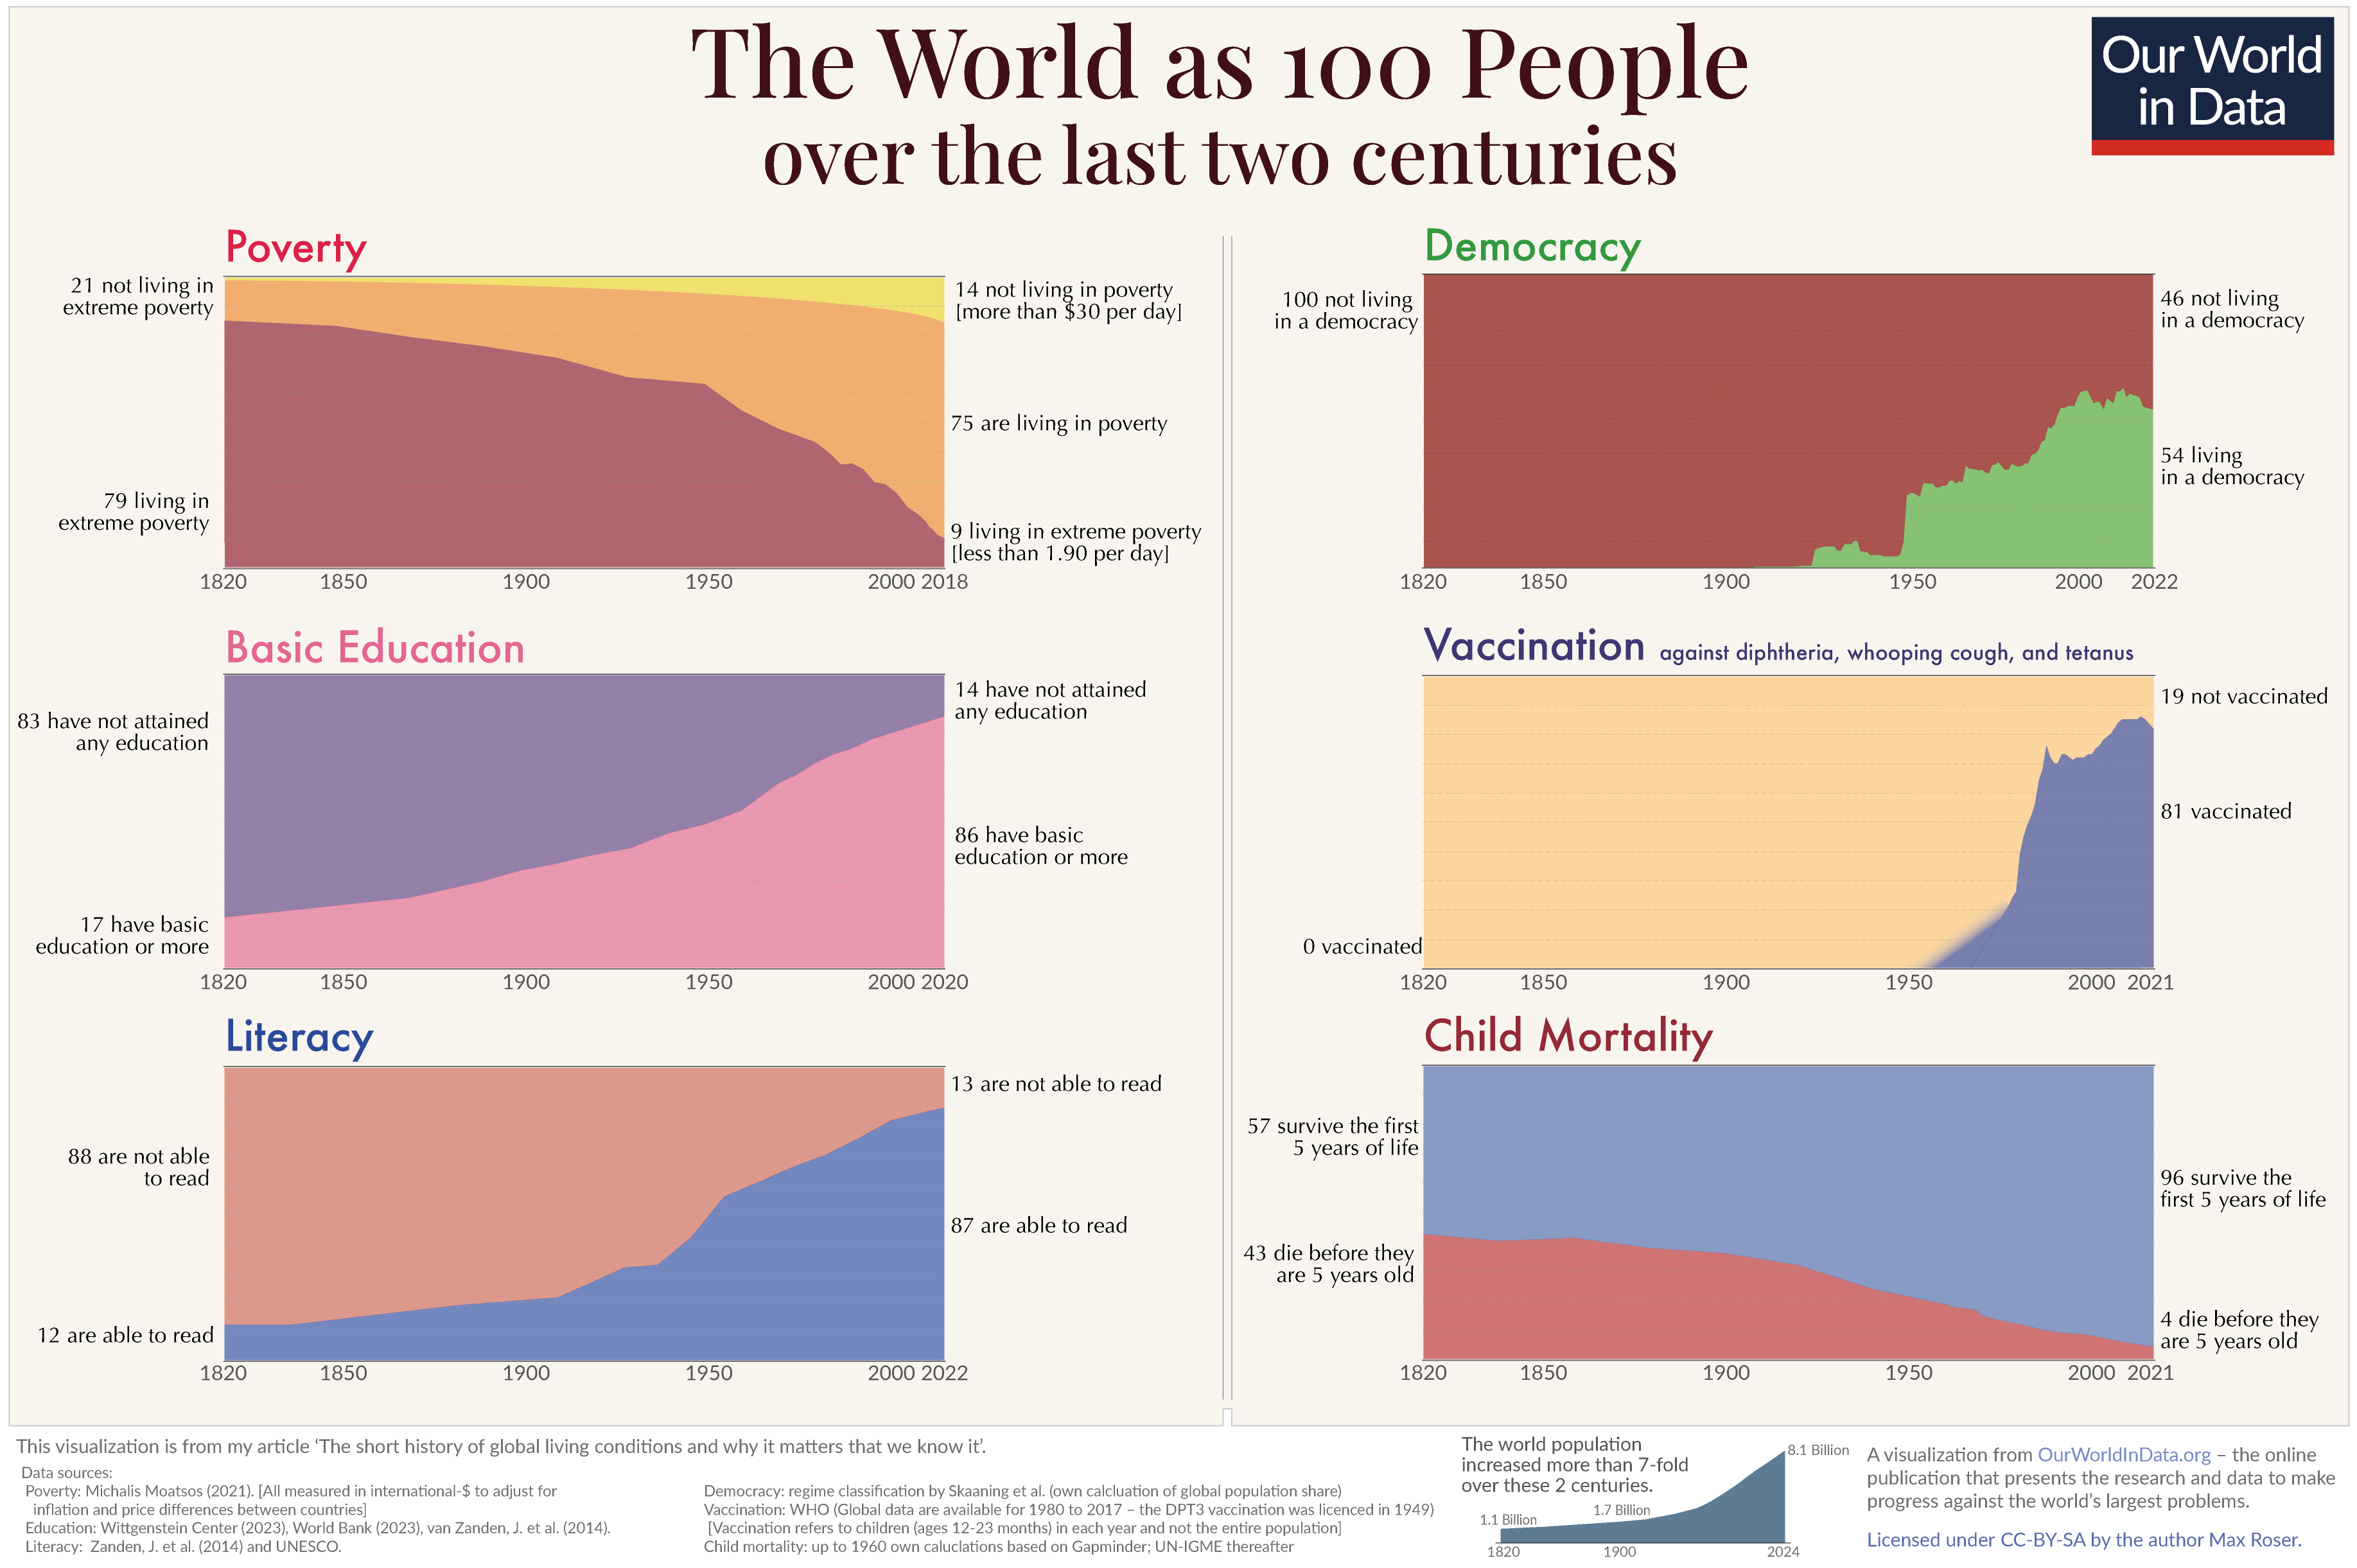 The World as 100 People
over the last two centuries
Our World
in Data
Poverty
21 not living in
extreme poverty
79 living in
extreme poverty
14 not living in poverty
[more than $30 per day]
75 are living in poverty
9 living in extreme poverty
[less than 1.90 per day]
1820 1850 1900 1950 2000 2018
Basic Education
83 have not attained
any education
17 have basic
education or more
14 have not attained
any education
86 have basic
education or more
1820 1850 1900 1950 2000 2020
Literacy
88 are not able
to read
12 are able to read
13 are not able to read
87 are able to read
1820 1850 1900 1950 2000 2022
Democracy
100 not living
in a democracy
46 not living
in a democracy
54 living
in a democracy
1820 1850 1900 1950 2000 2022
Vaccination against diphtheria, whooping cough, and tetanus
0 vaccinated
19 not vaccinated
81 vaccinated
1820 1850 1900 1950 2000 2021
Child Mortality
57 survive the first
5 years of life
43 die before they
are 5 years old
96 survive the
first 5 years of life
4 die before they
are 5 years old
1820 1850 1900 1950 2000 2021
This visualization is from my article ‘The short history of global living conditions and why it matters that we know it’.
Data sources:
Poverty: Michalis Moatsos (2021). [All measured in international-$ to adjust for
inflation and price differences between countries]
Education: Wittgenstein Center (2023), World Bank (2023), van Zanden, J. et al. (2014).
Literacy: Zanden, J. et al. (2014) and UNESCO.
Democracy: regime classification by Skaaning et al. (own calcluation of global population share)
Vaccination: WHO (Global data are available for 1980 to 2017 – the DPT3 vaccination was licenced in 1949)
[Vaccination refers to children (ages 12-23 months) in each year and not the entire population]
Child mortality: up to 1960 own caluclations based on Gapminder; UN-IGME thereafter
The world population
increased more than 7-fold
over these 2 centuries.
1.1 Billion
1.7 Billion
8.1 Billion
1820 1900 2024
A visualization from OurWorldInData.org – the online
publication that presents the research and data to make
progress against the world’s largest problems.
Licensed under CC-BY-SA by the author Max Roser.